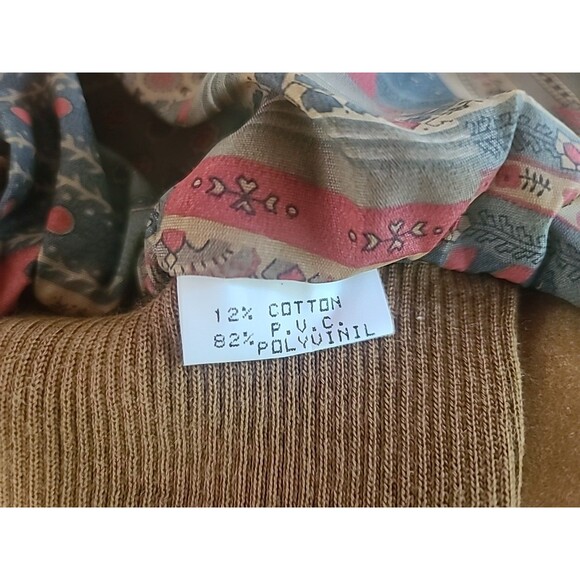 12% COTTON
P.V.C.
82% POLYVINIL